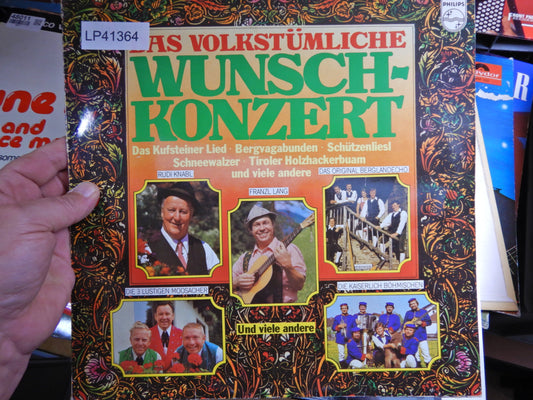 LP41364
PHILIPS
DAS VOLKSTÜMLICHE
WUNSCH-
KONZERT
Das Kufsteiner Lied · Bergvagabunden · Schützenliesl
Schneewalzer · Tiroler Holzhackerbuam
und viele andere
RUDI KNABL
FRANZL LANG
DAS ORIGINAL BERGLANDECHO
DIE 3 LUSTIGEN MOOSACHER
DIE KAISERLICH BÖHMISCHEN
Und viele andere
and